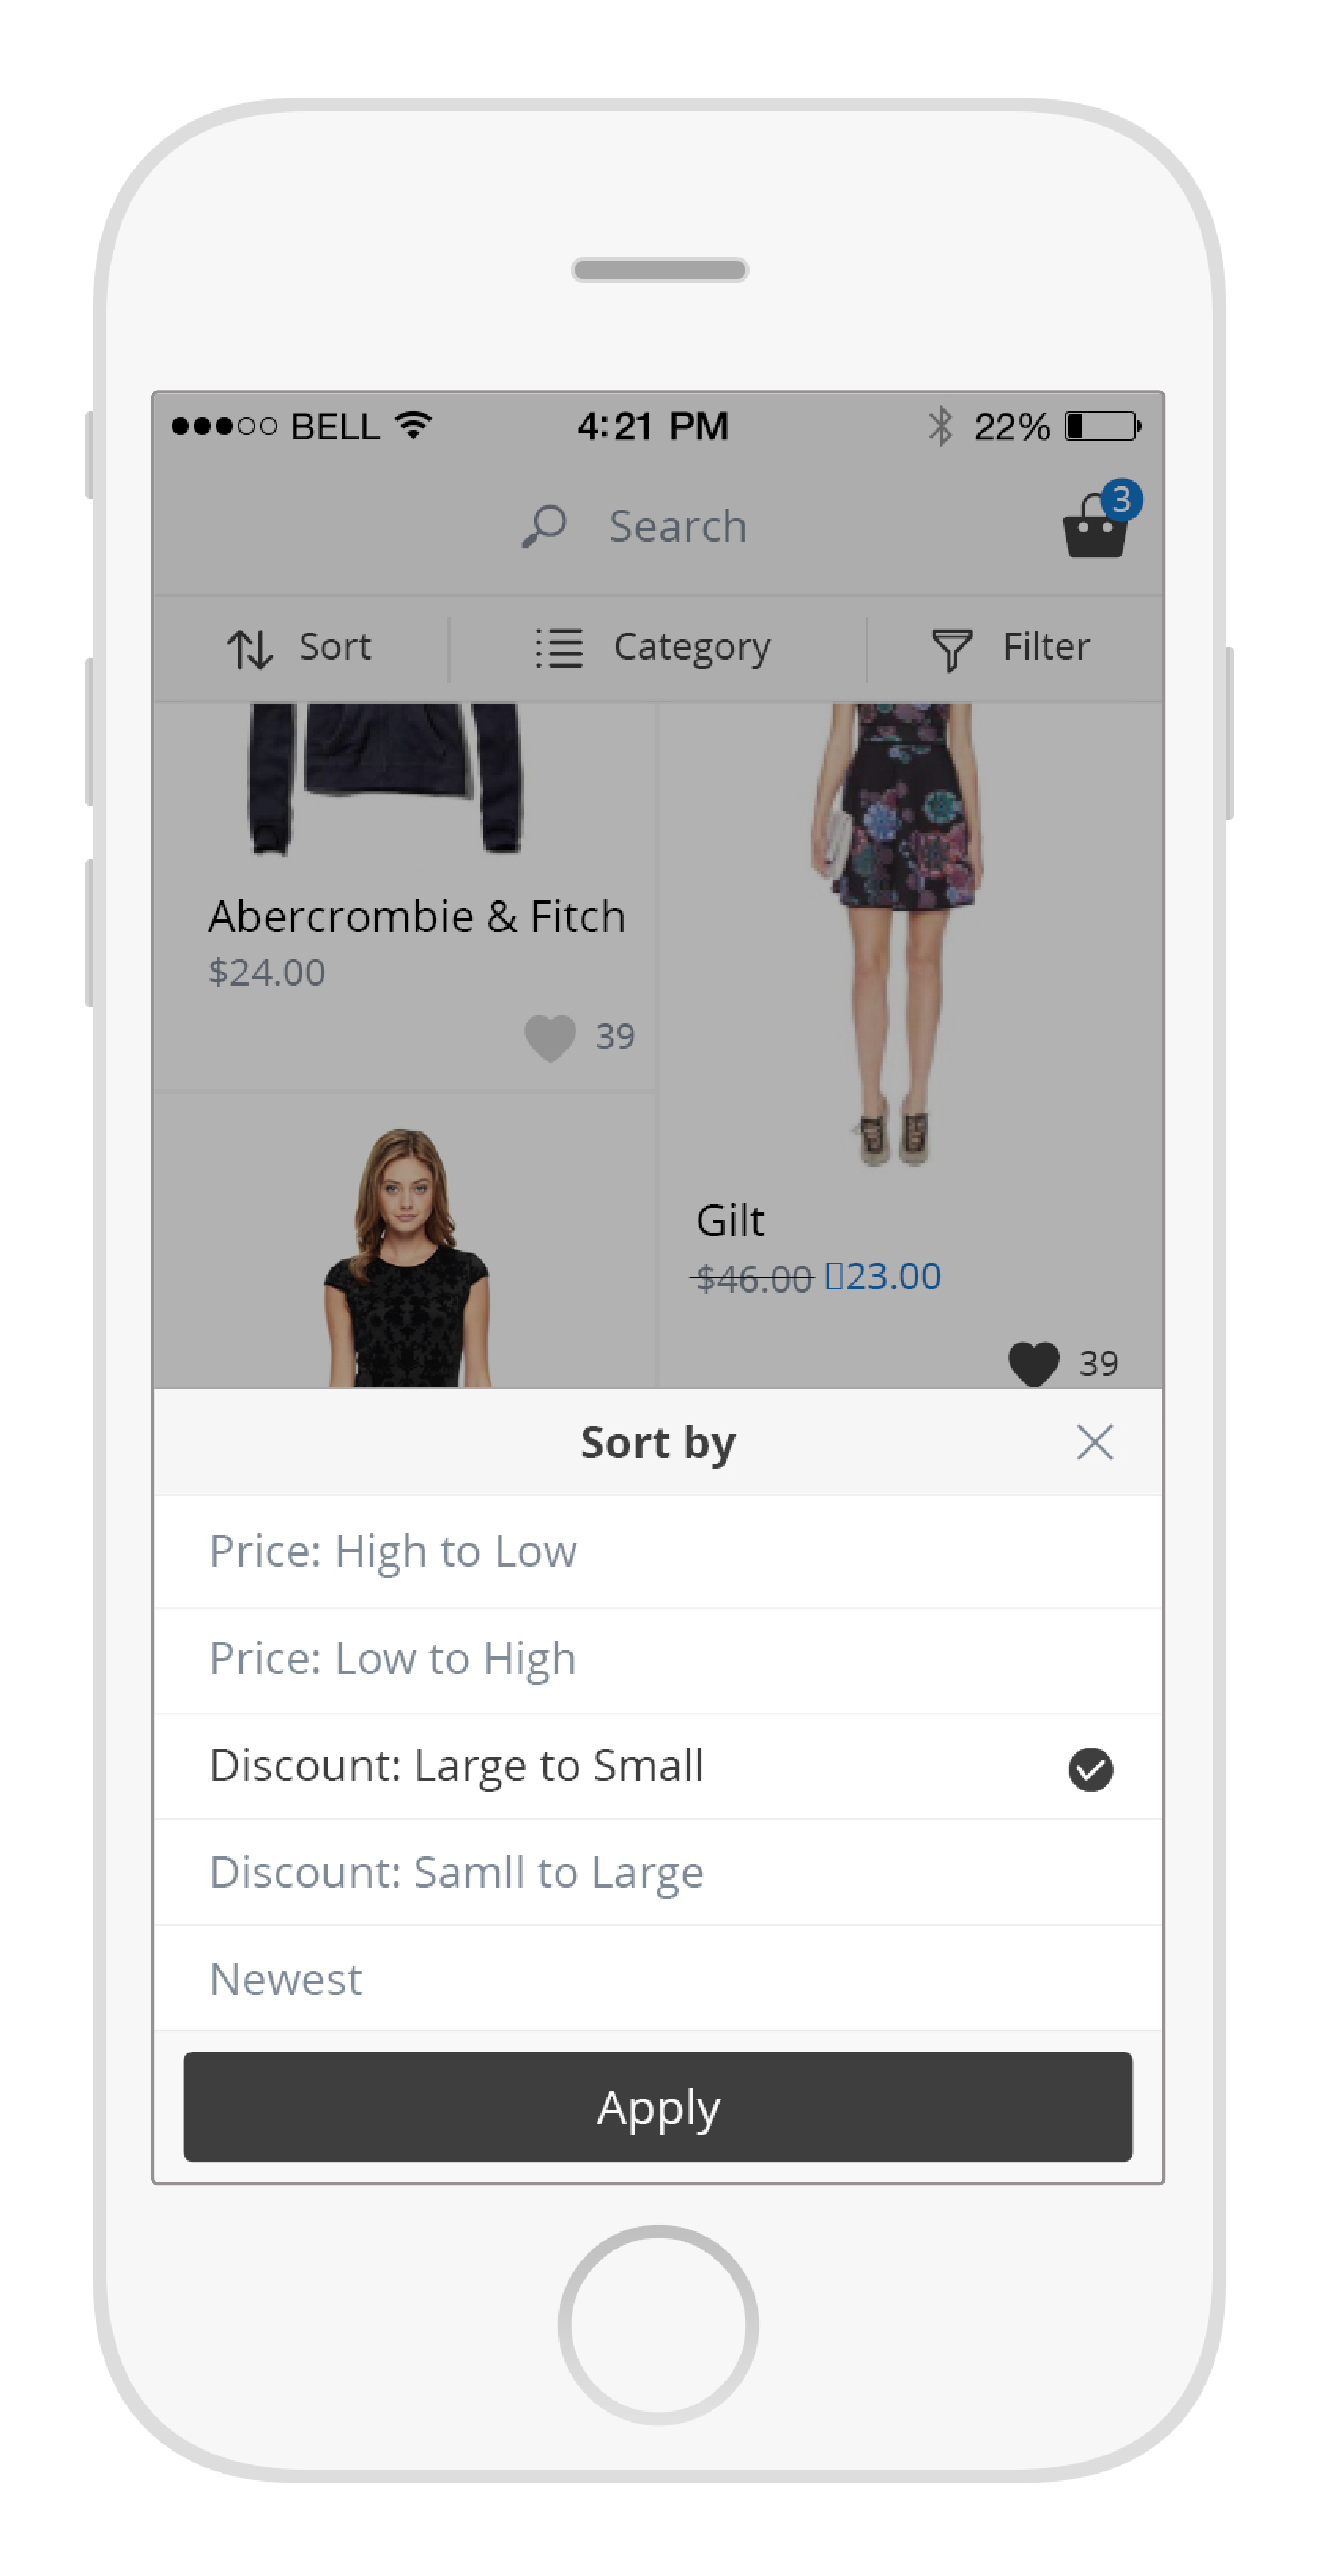 BELL 4:21 PM 22%
Search 3
Sort Category Filter
Abercrombie & Fitch
$24.00
39
Gilt
$46.00 23.00
39
Sort by
Price: High to Low
Price: Low to High
Discount: Large to Small
Discount: Samll to Large
Newest
Apply